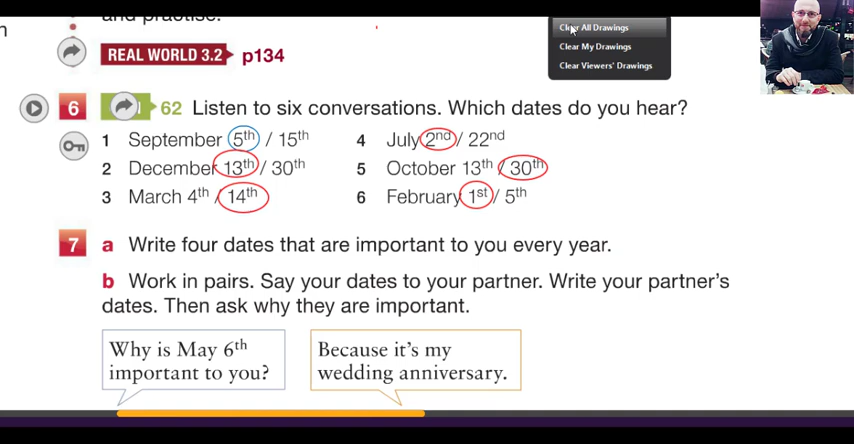 and practise.
REAL WORLD 3.2 p134
Clear All Drawings
Clear My Drawings
Clear Viewers' Drawings
6 62 Listen to six conversations. Which dates do you hear?
1 September 5th / 15th
2 December 13th / 30th
3 March 4th / 14th
4 July 2nd / 22nd
5 October 13th / 30th
6 February 1st / 5th
7 a Write four dates that are important to you every year.
b Work in pairs. Say your dates to your partner. Write your partner's
dates. Then ask why they are important.
Why is May 6th
important to you?
Because it's my
wedding anniversary.